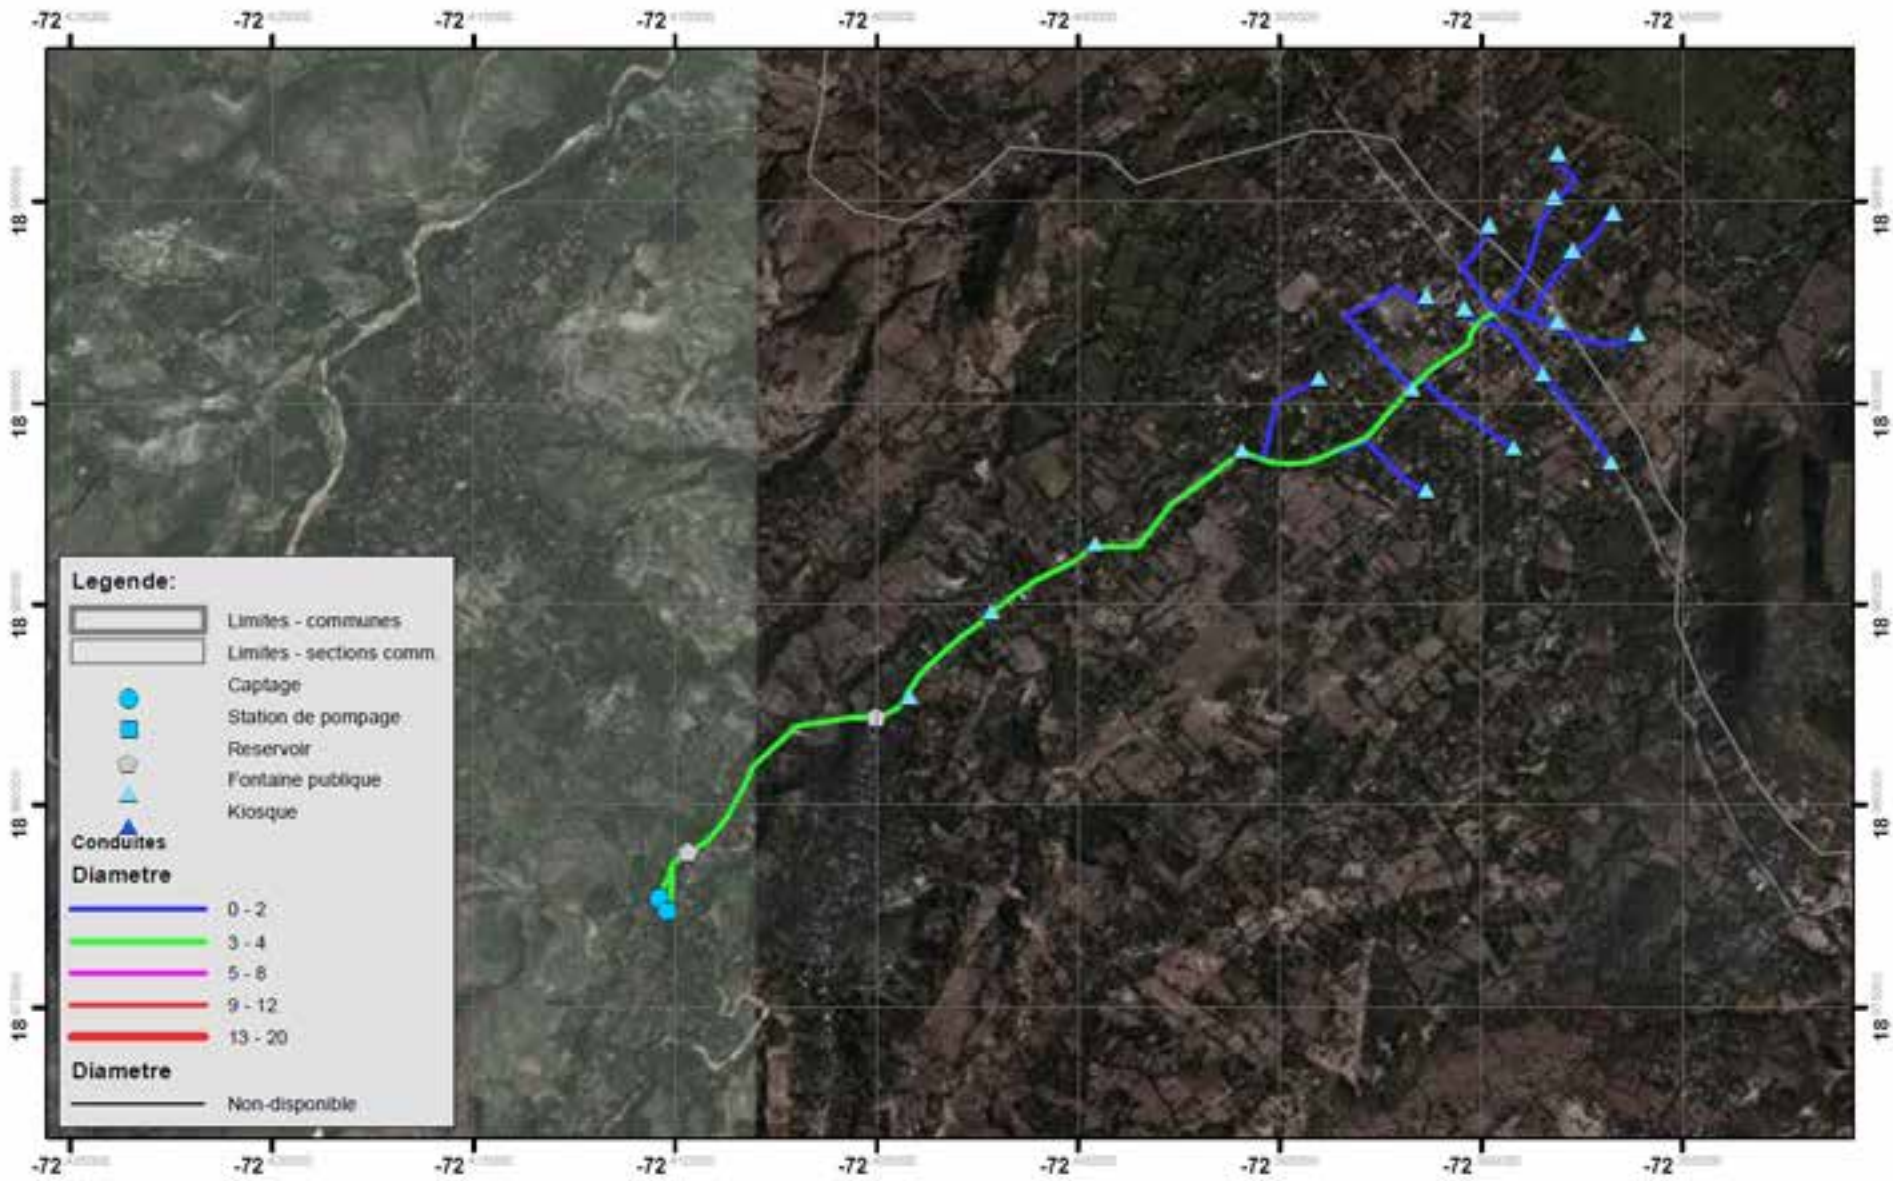 -72 -72 -72 -72 -72 -72 -72 -72 -72
18 18
18 18
18 18
18 18
18 18
Legende:
Limites - communes
Limites - sections comm.
Captage
Station de pompage
Reservoir
Fontaine publique
Kiosque
Conduites
Diametre
0 - 2
3 - 4
5 - 8
9 - 12
13 - 20
Diametre
Non-disponible
-72 -72 -72 -72 -72 -72 -72 -72 -72